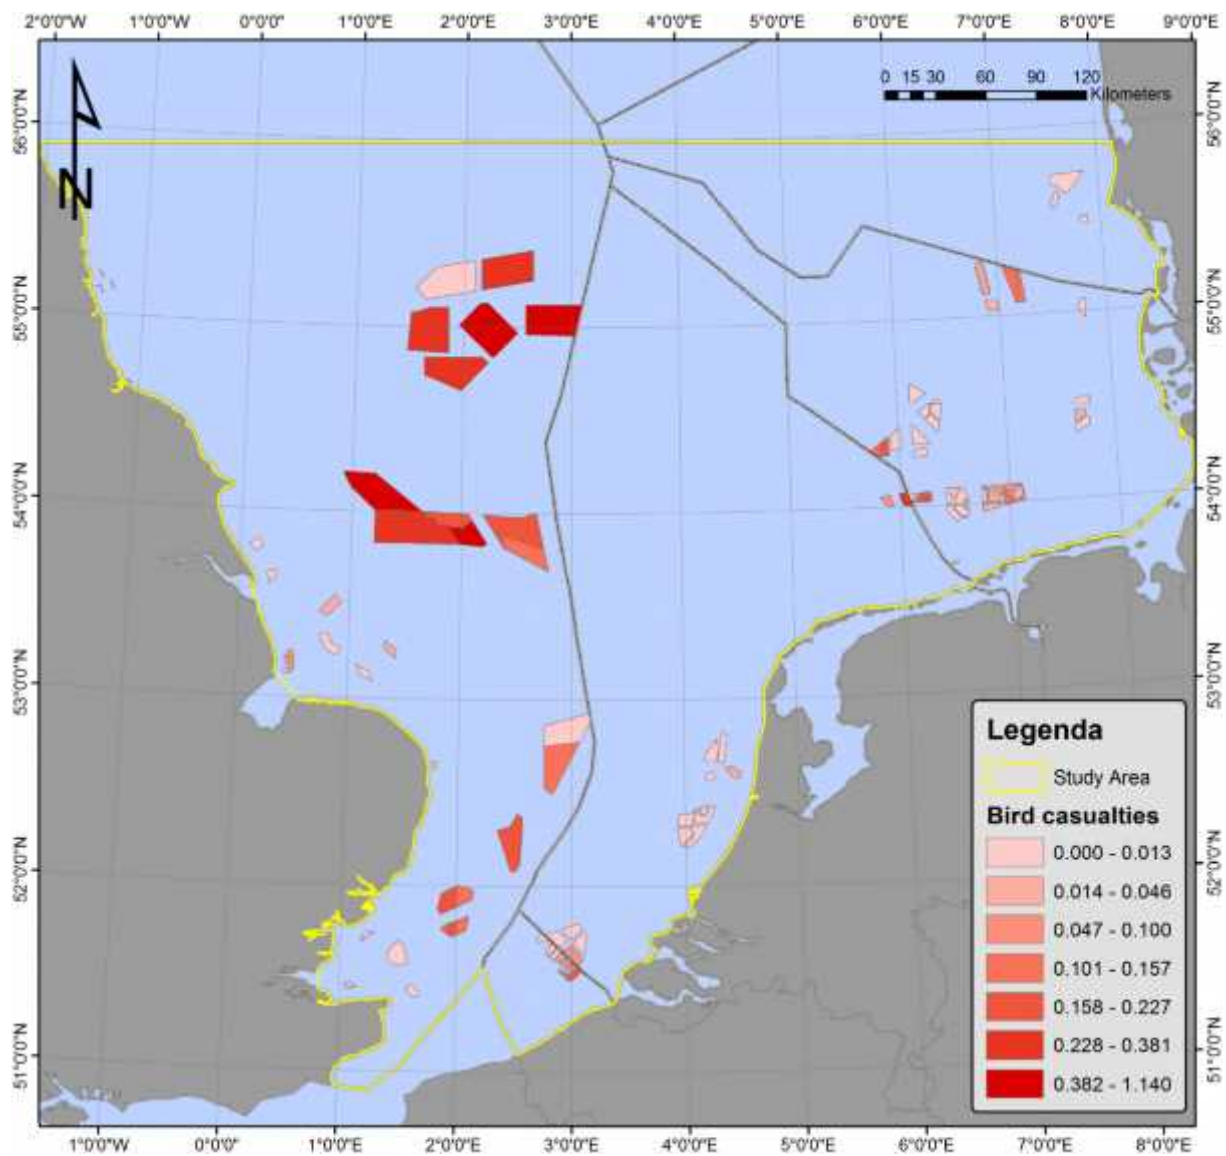 2°0'0"W 1°0'0"W 0°0'0" 1°0'0"E 2°0'0"E 3°0'0"E 4°0'0"E 5°0'0"E 6°0'0"E 7°0'0"E 8°0'0"E 9°0'0"E
0 15 30 60 90 120
Kilometers
N
56°0'0"N 56°0'0"N
55°0'0"N 55°0'0"N
54°0'0"N 54°0'0"N
53°0'0"N 53°0'0"N
52°0'0"N 52°0'0"N
51°0'0"N 51°0'0"N
Legenda
Study Area
Bird casualties
0.000 - 0.013
0.014 - 0.046
0.047 - 0.100
0.101 - 0.157
0.158 - 0.227
0.228 - 0.381
0.382 - 1.140
1°0'0"W 0°0'0" 1°0'0"E 2°0'0"E 3°0'0"E 4°0'0"E 5°0'0"E 6°0'0"E 7°0'0"E 8°0'0"E